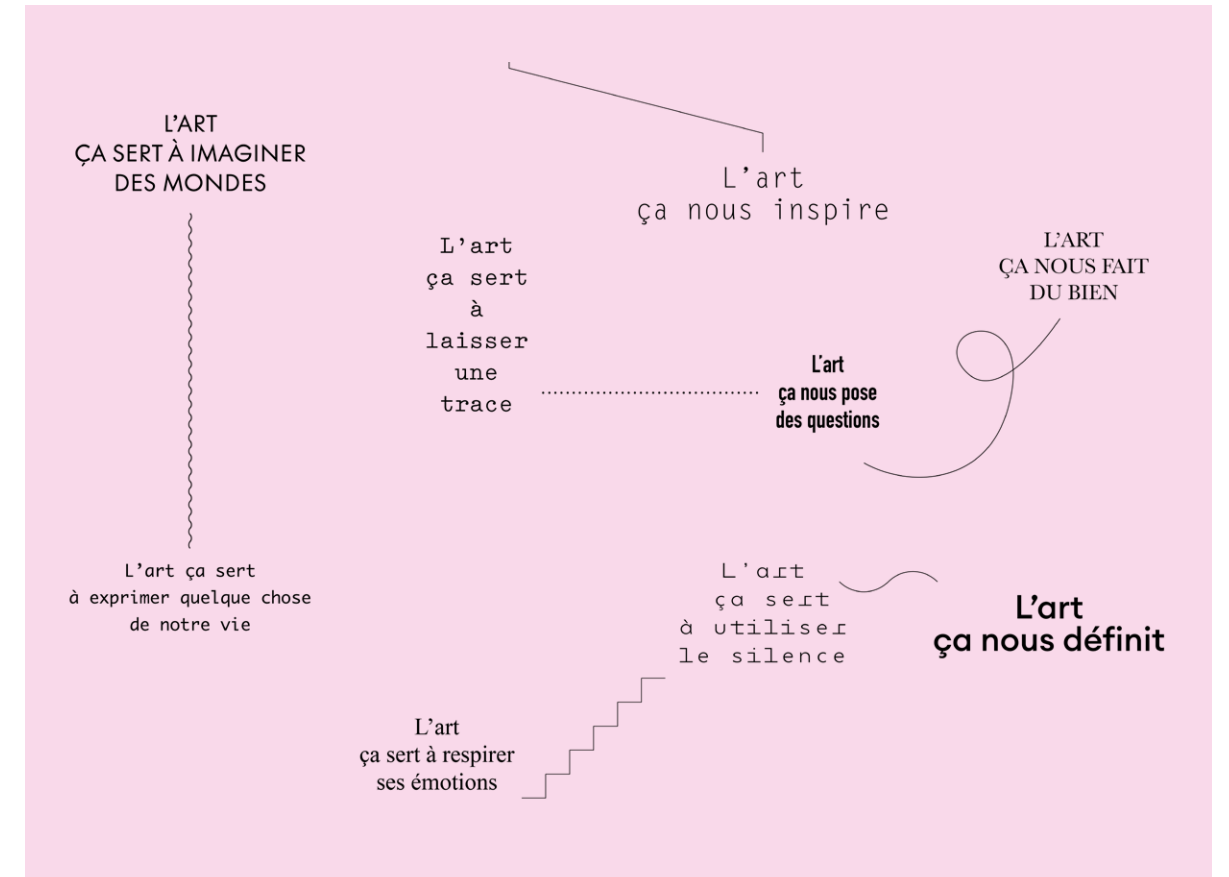 L'ART
ÇA SERT À IMAGINER
DES MONDES
L'art
ça nous inspire
L'art
ça sert
à
laisser
une
trace
L'ART
ÇA NOUS FAIT
DU BIEN
L'art
ça nous pose
des questions
L'art ça sert
à exprimer quelque chose
de notre vie
L'art
ça sert
à utiliser
le silence
L'art
ça nous définit
L'art
ça sert à respirer
ses émotions